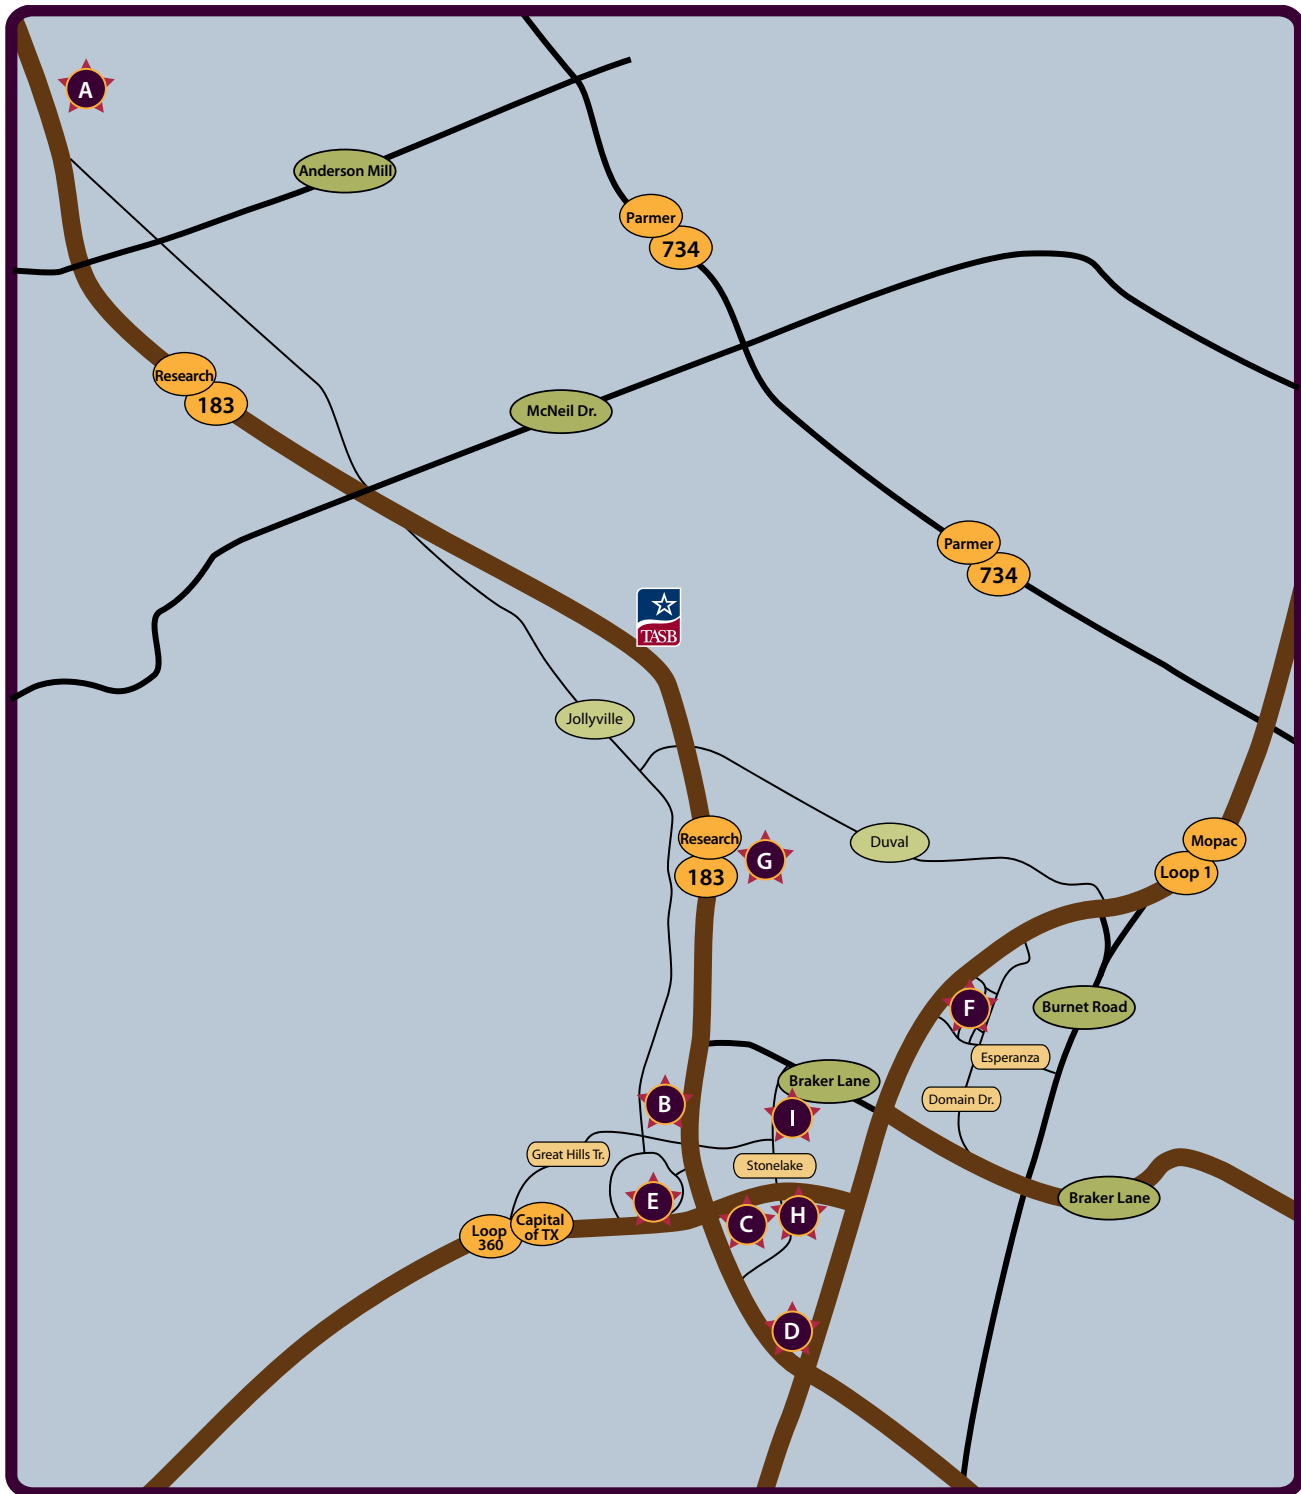 A
Anderson Mill
Parmer
734
Research
183
McNeil Dr.
Parmer
734
TASB
Jollyville
Research
183
G
Duval
Mopac
Loop 1
F
Burnet Road
Esperanza
Braker Lane
Domain Dr.
B
I
Great Hills Tr.
Stonelake
E
Braker Lane
C
H
Capital
of TX
Loop
360
D